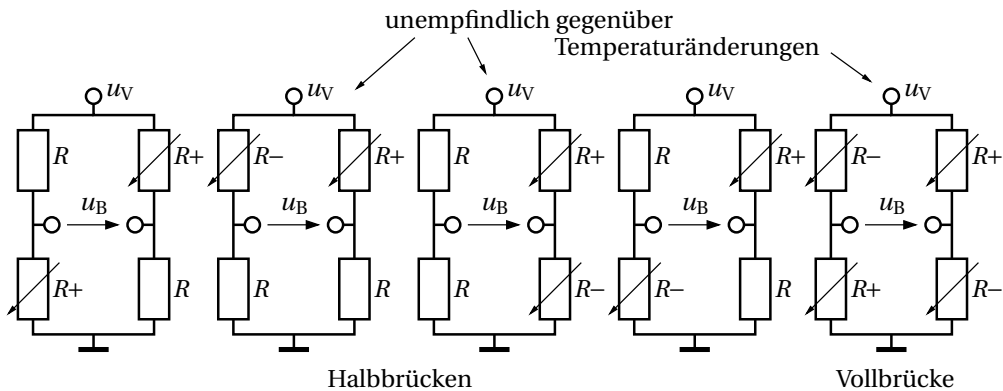 unempfindlich gegenüber
Temperaturänderungen
uV uV uV uV uV
R R+ R− R+ R R+ R R+ R− R+
uB uB uB uB uB
R+ R R R R R− R− R R+ R−
Halbbrücken Vollbrücke